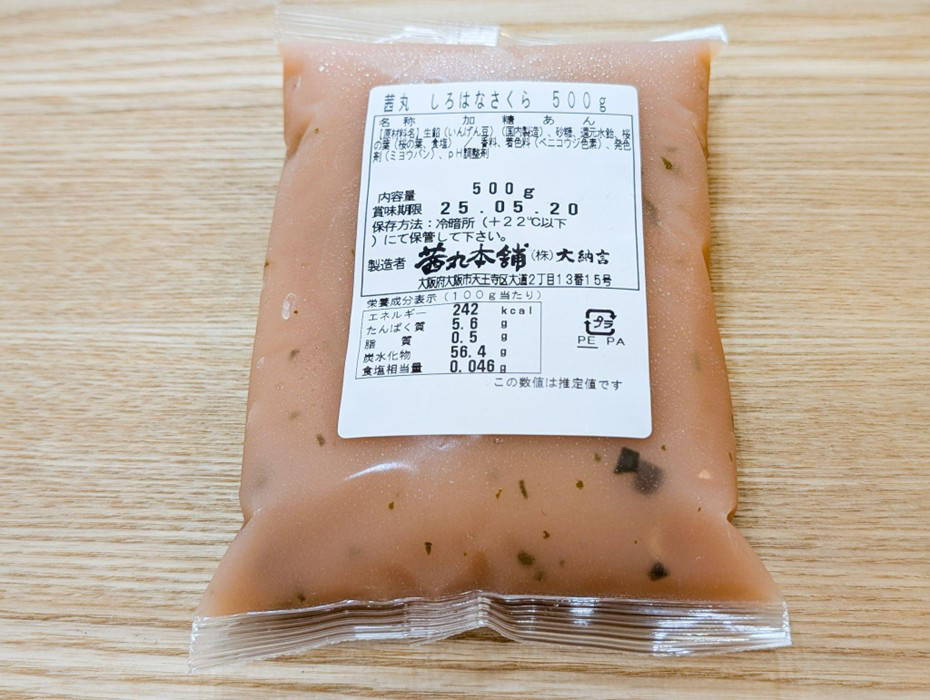 茜丸 しろはなさくら 500g
名称 加糖あん
【原材料名】生餡(いんげん豆)(国内製造)、砂糖、還元水飴、桜
の葉(桜の葉、食塩) / 香料、着色料(ベニコウジ色素)、発色
剤(ミョウバン)、pH調整剤
内容量 500g
賞味期限 25.05.20
保存方法:冷暗所(+22℃以下
)にて保管して下さい。
製造者 茜丸本舗(株)大納言
大阪府大阪市天王寺区大道2丁目13番15号
栄養成分表示(100g当たり)
エネルギー 242 kcal
たんぱく質 5.6 g
脂質 0.5 g
炭水化物 56.4 g
食塩相当量 0.046g
プラ
PE PA
この数値は推定値です